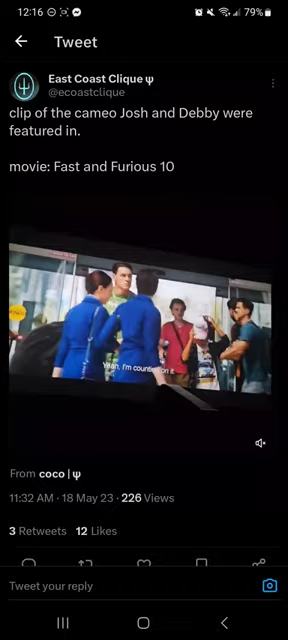 12:16
79%
Tweet
East Coast Clique ψ
@ecoastclique
clip of the cameo Josh and Debby were
featured in.
movie: Fast and Furious 10
Yeah, I'm counting on it
From coco | ψ
11:32 AM · 18 May 23 · 226 Views
3 Retweets 12 Likes
Tweet your reply